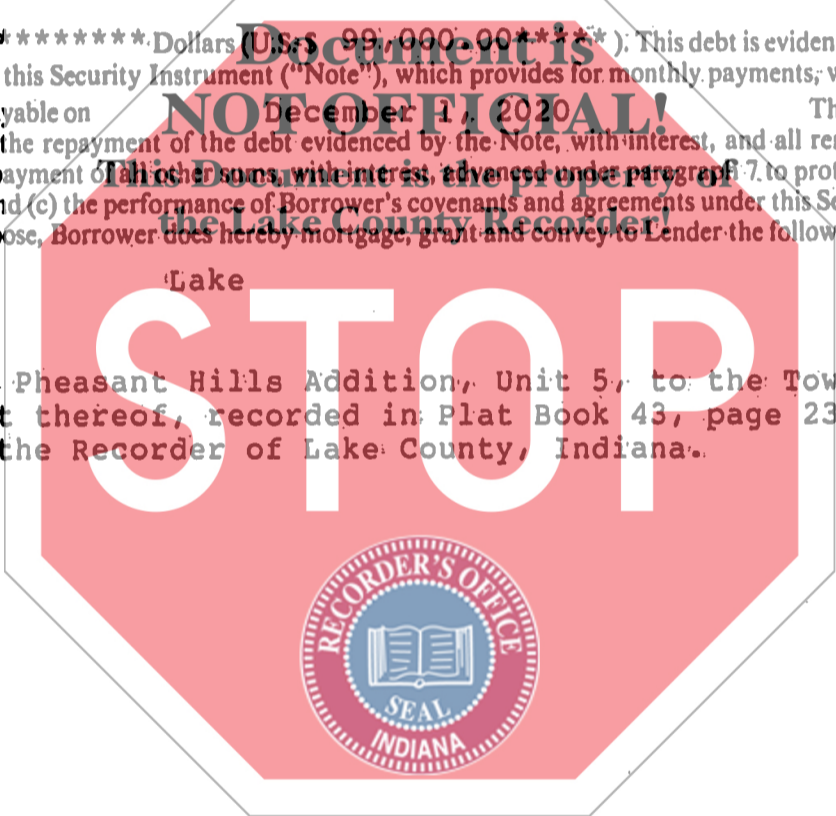 ********Dollars (U.S.$ 99,000.00****). This debt is eviden
this Security Instrument ("Note"), which provides for monthly payments,
yable on December 1, 2020 Th
the repayment of the debt evidenced by the Note, with interest, and all re
ayment of all other sums, with interest, advanced under paragraph 7 to prot
nd (c) the performance of Borrower's covenants and agreements under this Se
ose, Borrower does hereby mortgage, grant and convey to Lender the follow
Lake
Pheasant Hills Addition, Unit 5, to the Tow
t thereof, recorded in Plat Book 43, page 23
the Recorder of Lake County, Indiana.
Document is
NOT OFFICIAL!
This Document is the property of
the Lake County Recorder!
STOP
RECORDER'S OFFICE
SEAL
INDIANA